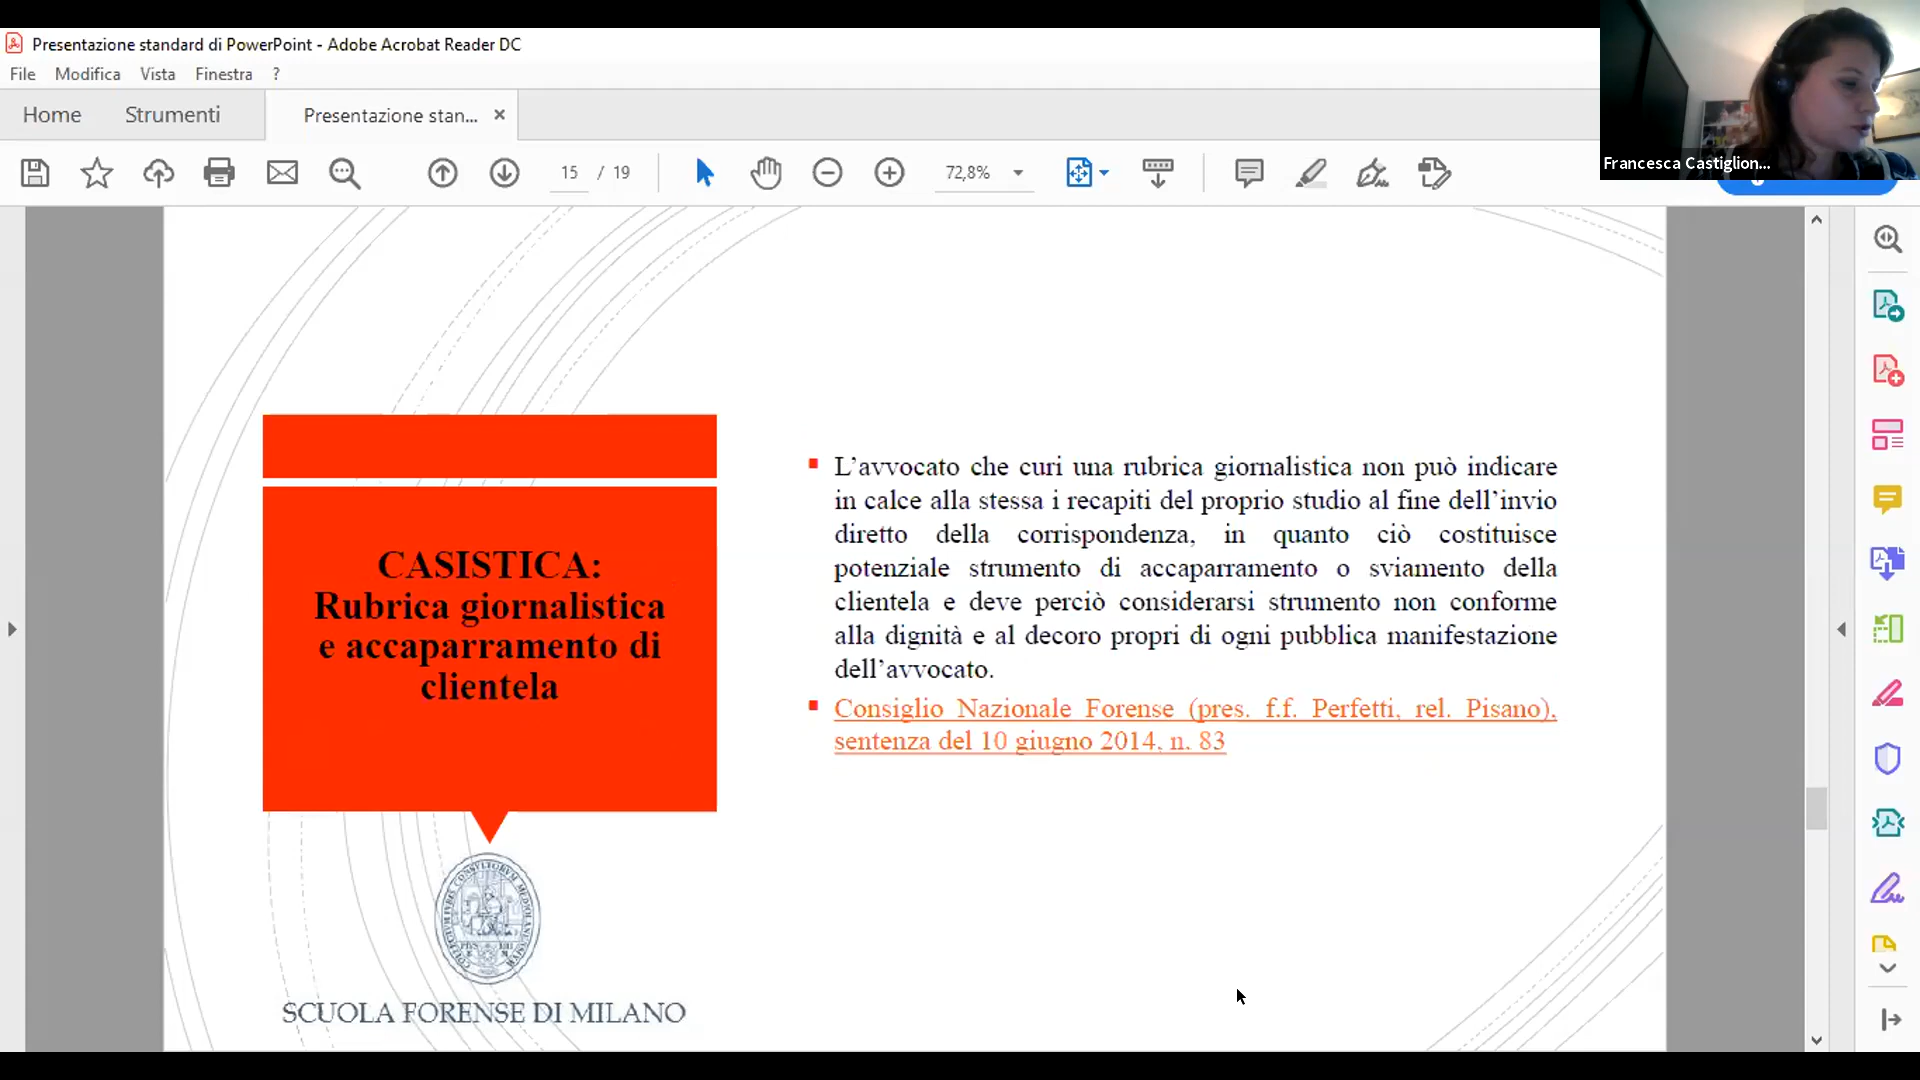 Presentazione standard di PowerPoint - Adobe Acrobat Reader DC
File Modifica Vista Finestra ?
Home Strumenti Presentazione stan... ×
15 / 19 72,8%
Francesca Castiglion...
CASISTICA:
Rubrica giornalistica
e accaparramento di
clientela
L’avvocato che curi una rubrica giornalistica non può indicare
in calce alla stessa i recapiti del proprio studio al fine dell’invio
diretto della corrispondenza, in quanto ciò costituisce
potenziale strumento di accaparramento o sviamento della
clientela e deve perciò considerarsi strumento non conforme
alla dignità e al decoro propri di ogni pubblica manifestazione
dell’avvocato.
Consiglio Nazionale Forense (pres. f.f. Perfetti, rel. Pisano),
sentenza del 10 giugno 2014, n. 83
SCUOLA FORENSE DI MILANO